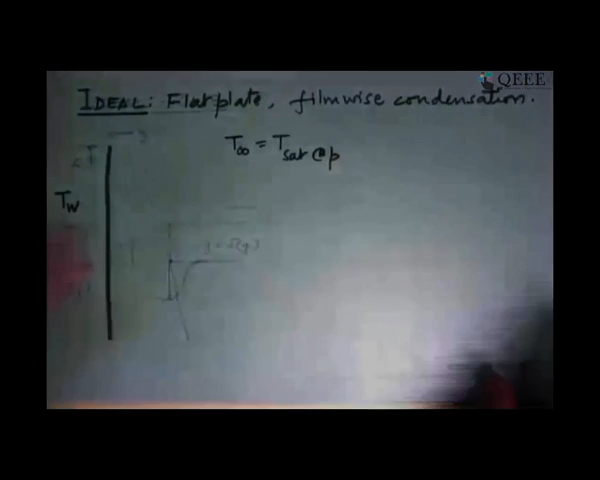 QEEE
IDEAL: Flat plate, filmwise condensation.
T∞ = Tsat @ p
Tw